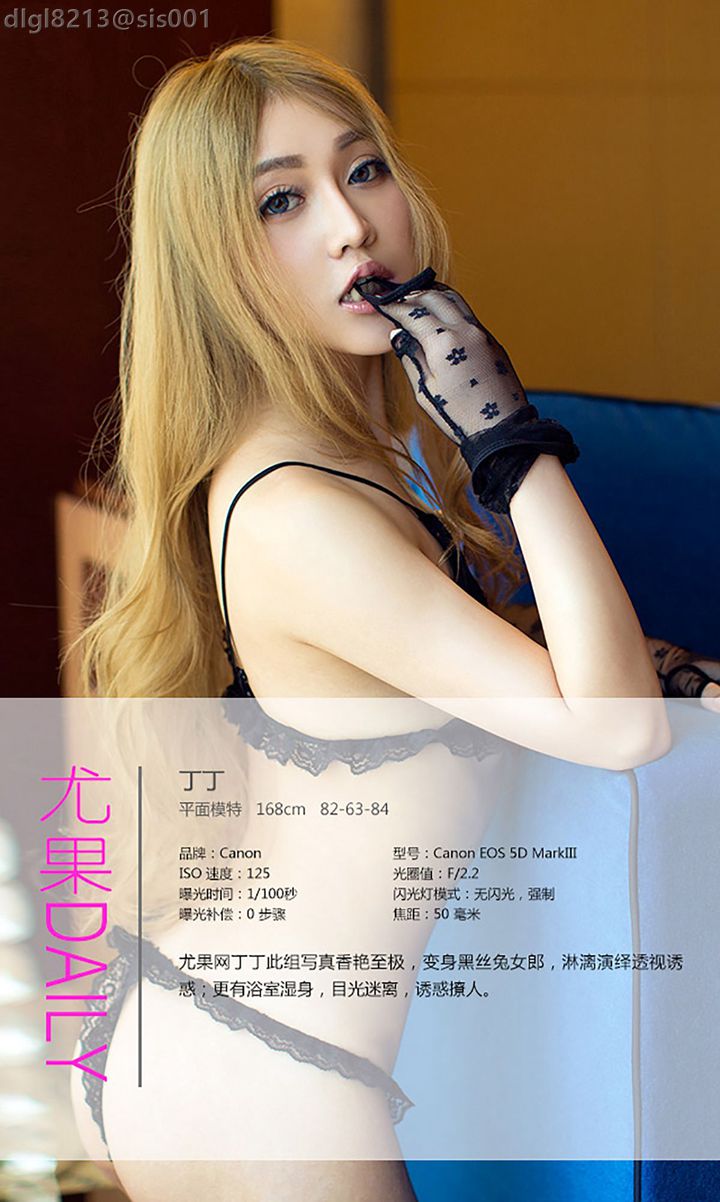 dlgl8213@sis001
尤果DAILY
丁丁
平面模特 168cm 82-63-84
品牌：Canon 型号：Canon EOS 5D MarkIII
ISO 速度：125 光圈值：F/2.2
曝光时间：1/100秒 闪光灯模式：无闪光，强制
曝光补偿：0 步骤 焦距：50 毫米
尤果网丁丁此组写真香艳至极，变身黑丝兔女郎，淋漓演绎透视诱
惑；更有浴室湿身，目光迷离，诱惑撩人。